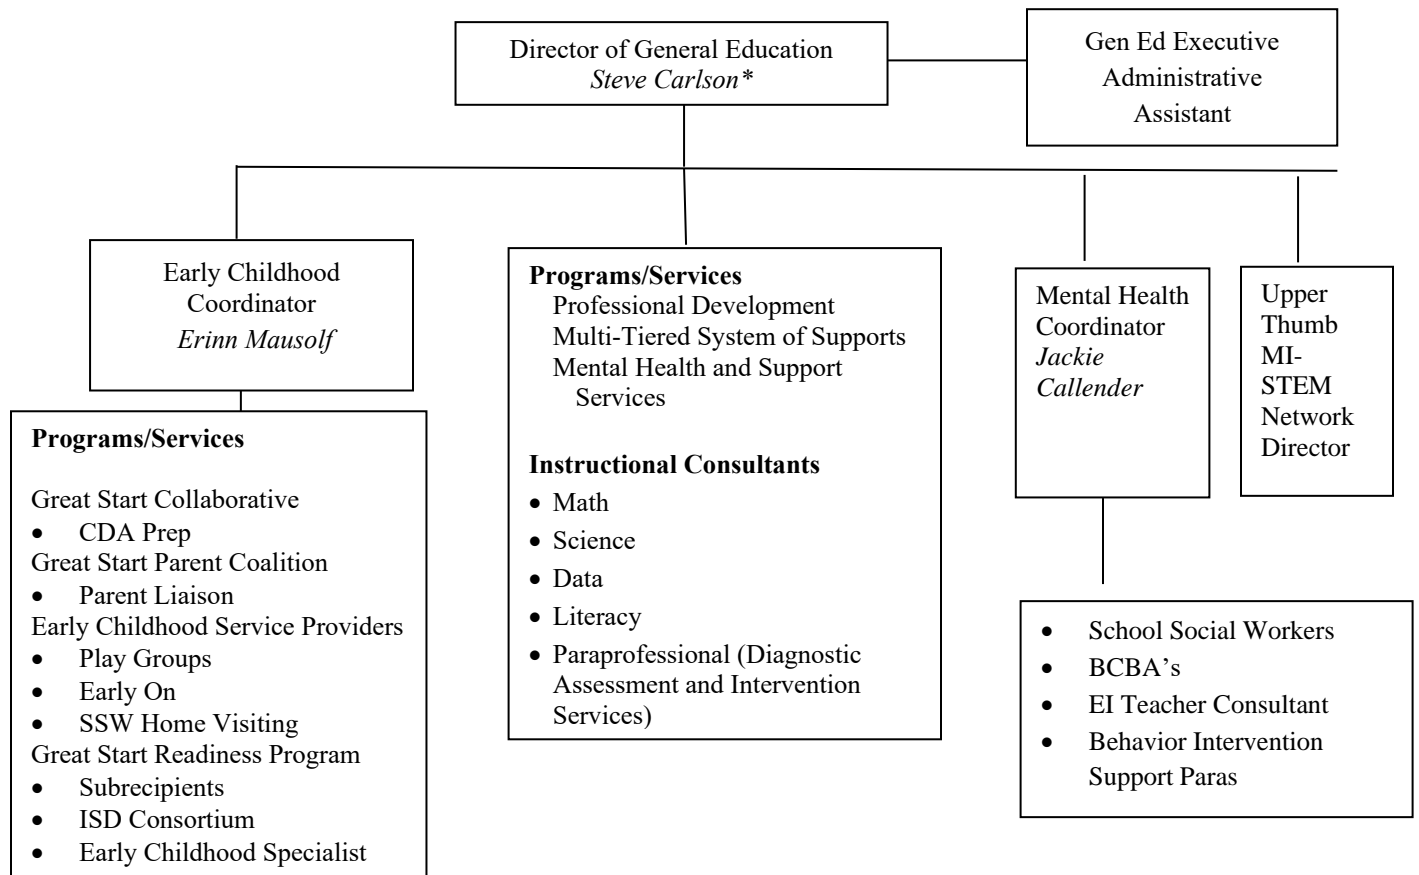 Director of General Education
Steve Carlson*
Gen Ed Executive
Administrative
Assistant
Early Childhood
Coordinator
Erinn Mausolf
Programs/Services
Great Start Collaborative
• CDA Prep
Great Start Parent Coalition
• Parent Liaison
Early Childhood Service Providers
• Play Groups
• Early On
• SSW Home Visiting
Great Start Readiness Program
• Subrecipients
• ISD Consortium
• Early Childhood Specialist
Programs/Services
Professional Development
Multi-Tiered System of Supports
Mental Health and Support
Services
Instructional Consultants
• Math
• Science
• Data
• Literacy
• Paraprofessional (Diagnostic
Assessment and Intervention
Services)
Mental Health
Coordinator
Jackie
Callender
• School Social Workers
• BCBA’s
• EI Teacher Consultant
• Behavior Intervention
Support Paras
Upper
Thumb
MI-
STEM
Network
Director